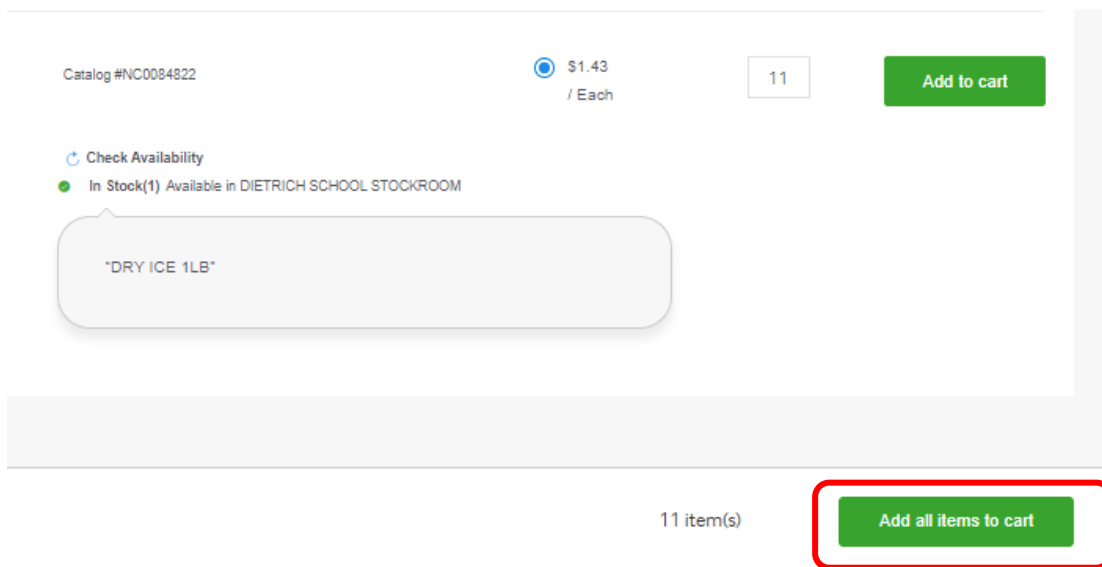 Catalog #NC0084822
$1.43
/ Each
11
Add to cart
Check Availability
In Stock(1) Available in DIETRICH SCHOOL STOCKROOM
"DRY ICE 1LB"
11 item(s)
Add all items to cart